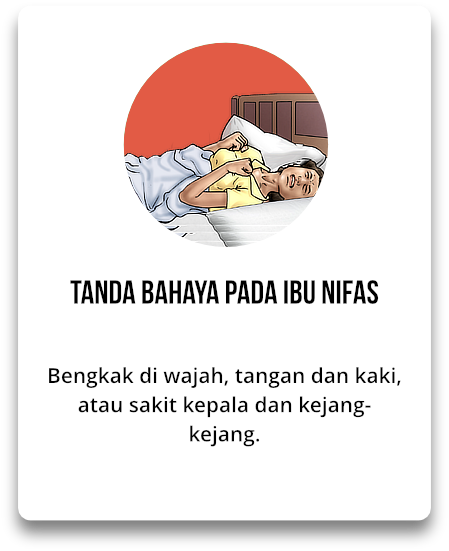 TANDA BAHAYA PADA IBU NIFAS
Bengkak di wajah, tangan dan kaki,
atau sakit kepala dan kejang-
kejang.